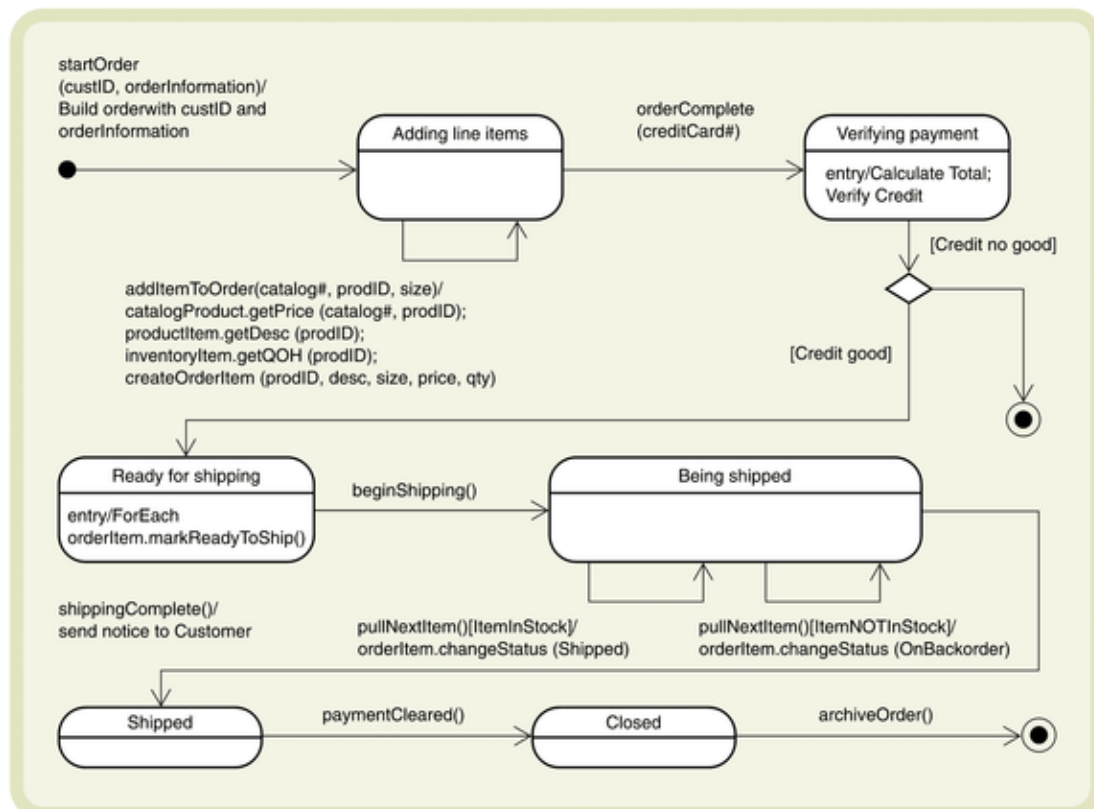 startOrder
(custID, orderInformation)/
Build orderwith custID and
orderInformation
Adding line items
orderComplete
(creditCard#)
Verifying payment
entry/Calculate Total;
Verify Credit
[Credit no good]
addItemToOrder(catalog#, prodID, size)/
catalogProduct.getPrice (catalog#, prodID);
productItem.getDesc (prodID);
inventoryItem.getQOH (prodID);
createOrderItem (prodID, desc, size, price, qty)
[Credit good]
Ready for shipping
entry/ForEach
orderItem.markReadyToShip()
beginShipping()
Being shipped
shippingComplete()/
send notice to Customer
pullNextItem()[ItemInStock]/
orderItem.changeStatus (Shipped)
pullNextItem()[ItemNOTInStock]/
orderItem.changeStatus (OnBackorder)
Shipped
paymentCleared()
Closed
archiveOrder()